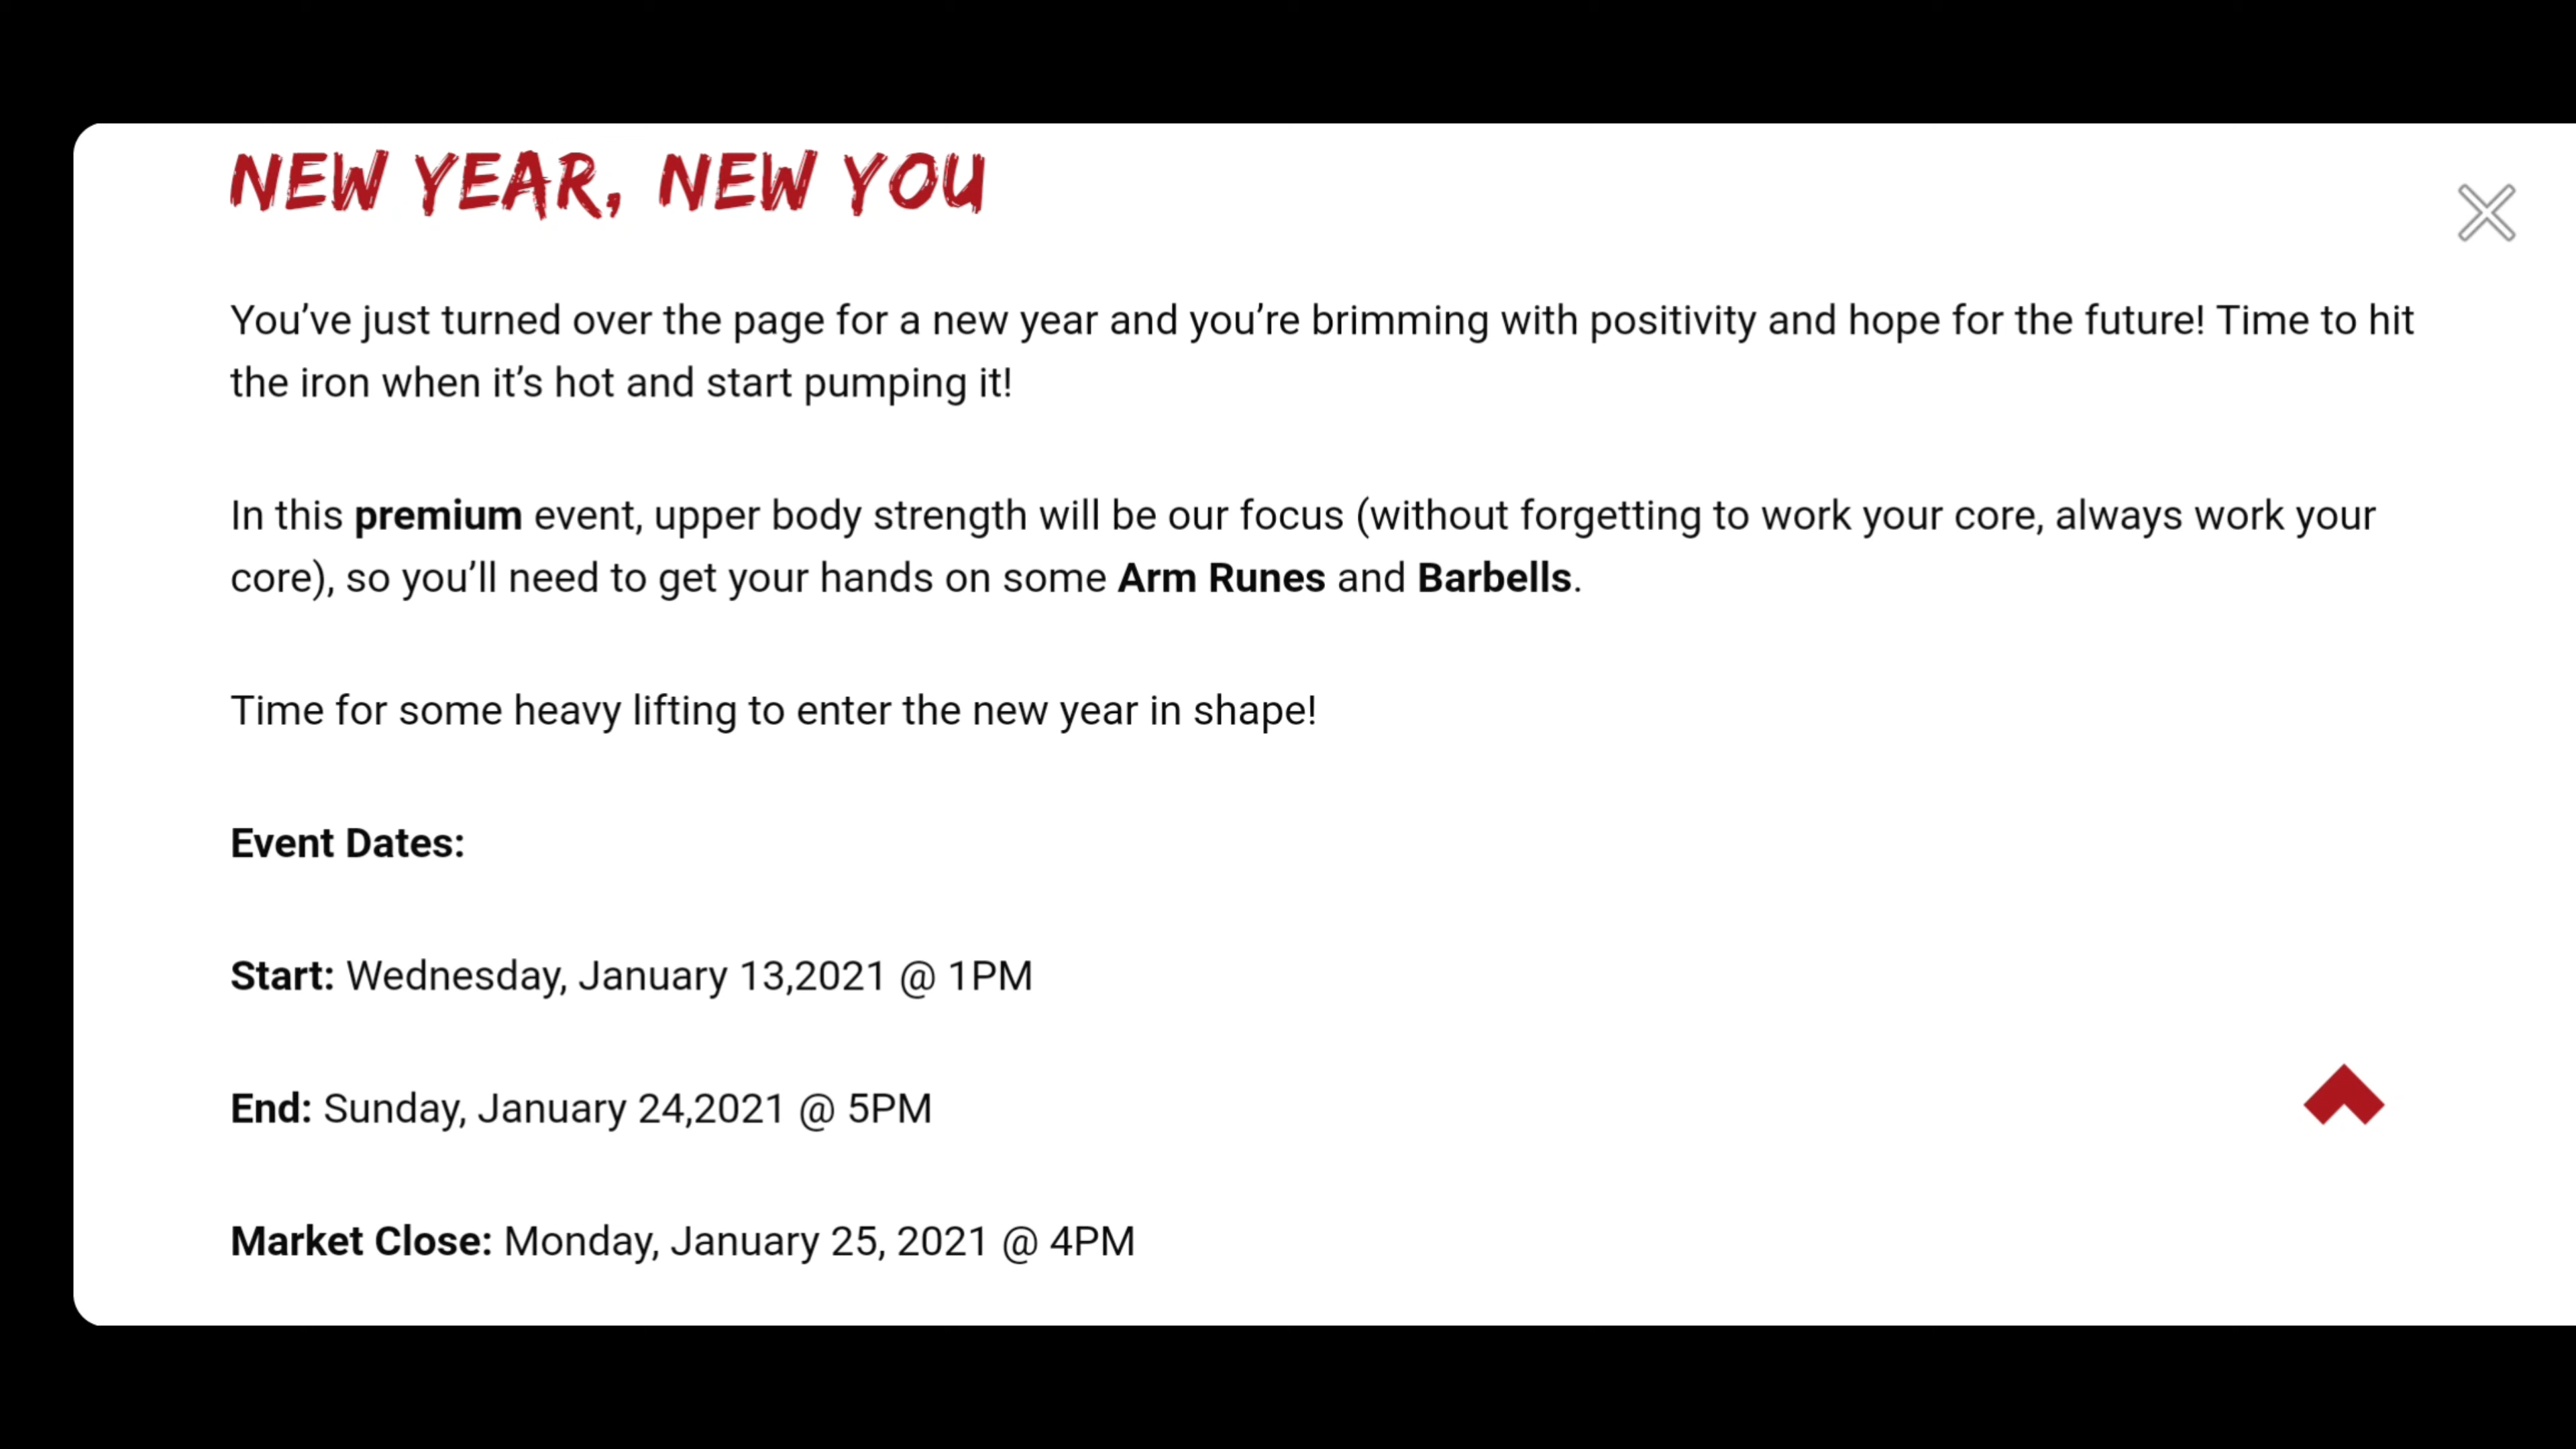 NEW YEAR, NEW YOU
You’ve just turned over the page for a new year and you’re brimming with positivity and hope for the future! Time to hit
the iron when it’s hot and start pumping it!
In this premium event, upper body strength will be our focus (without forgetting to work your core, always work your
core), so you’ll need to get your hands on some Arm Runes and Barbells.
Time for some heavy lifting to enter the new year in shape!
Event Dates:
Start: Wednesday, January 13,2021 @ 1PM
End: Sunday, January 24,2021 @ 5PM
Market Close: Monday, January 25, 2021 @ 4PM